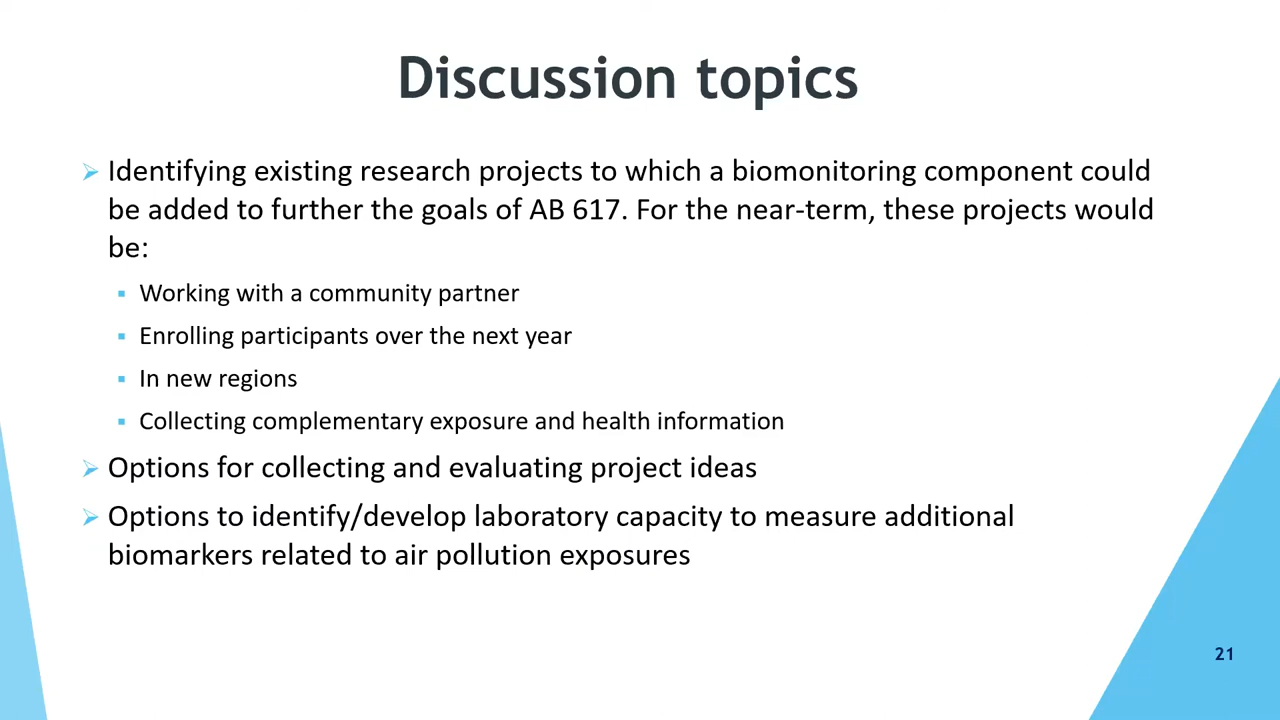 Discussion topics
Identifying existing research projects to which a biomonitoring component could
be added to further the goals of AB 617. For the near-term, these projects would
be:
Working with a community partner
Enrolling participants over the next year
In new regions
Collecting complementary exposure and health information
Options for collecting and evaluating project ideas
Options to identify/develop laboratory capacity to measure additional
biomarkers related to air pollution exposures
21